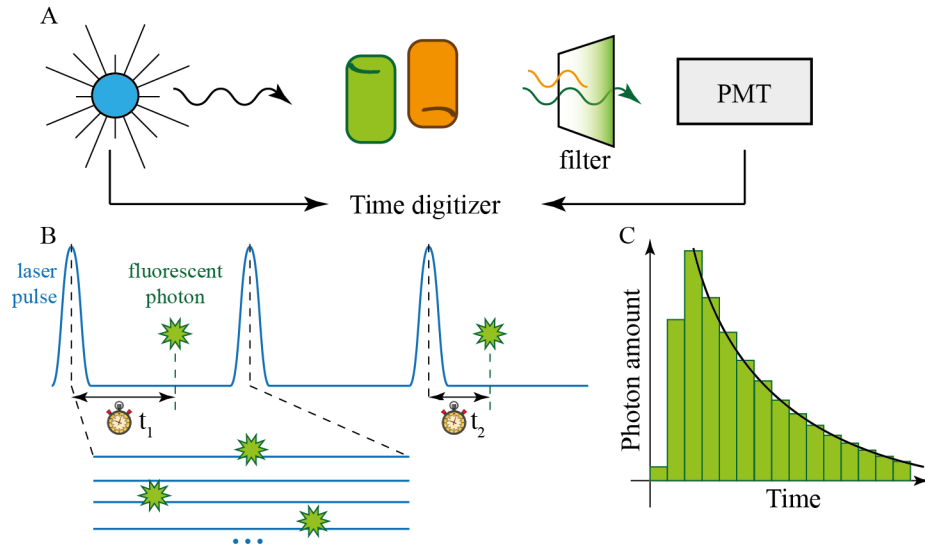 A
PMT
filter
Time digitizer
B
laser
pulse
fluorescent
photon
t1
t2
...
C
Photon amount
Time